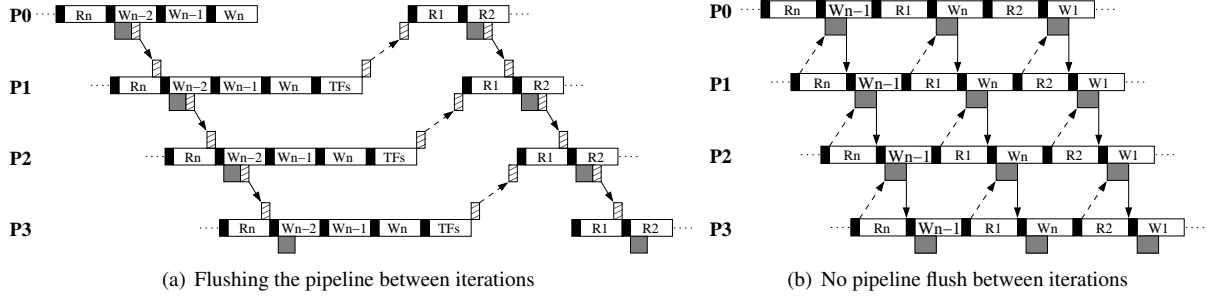 P0 ····· Rn Wn−2 Wn−1 Wn R1 R2 ·····
P1 ····· Rn Wn−2 Wn−1 Wn TFs R1 R2 ·····
P2 ····· Rn Wn−2 Wn−1 Wn TFs R1 R2 ·····
P3 ····· Rn Wn−2 Wn−1 Wn TFs R1 R2 ·····
(a) Flushing the pipeline between iterations
P0 ····· Rn Wn−1 R1 Wn R2 W1 ·····
P1 ····· Rn Wn−1 R1 Wn R2 W1 ·····
P2 ····· Rn Wn−1 R1 Wn R2 W1 ·····
P3 ····· Rn Wn−1 R1 Wn R2 W1 ·····
(b) No pipeline flush between iterations